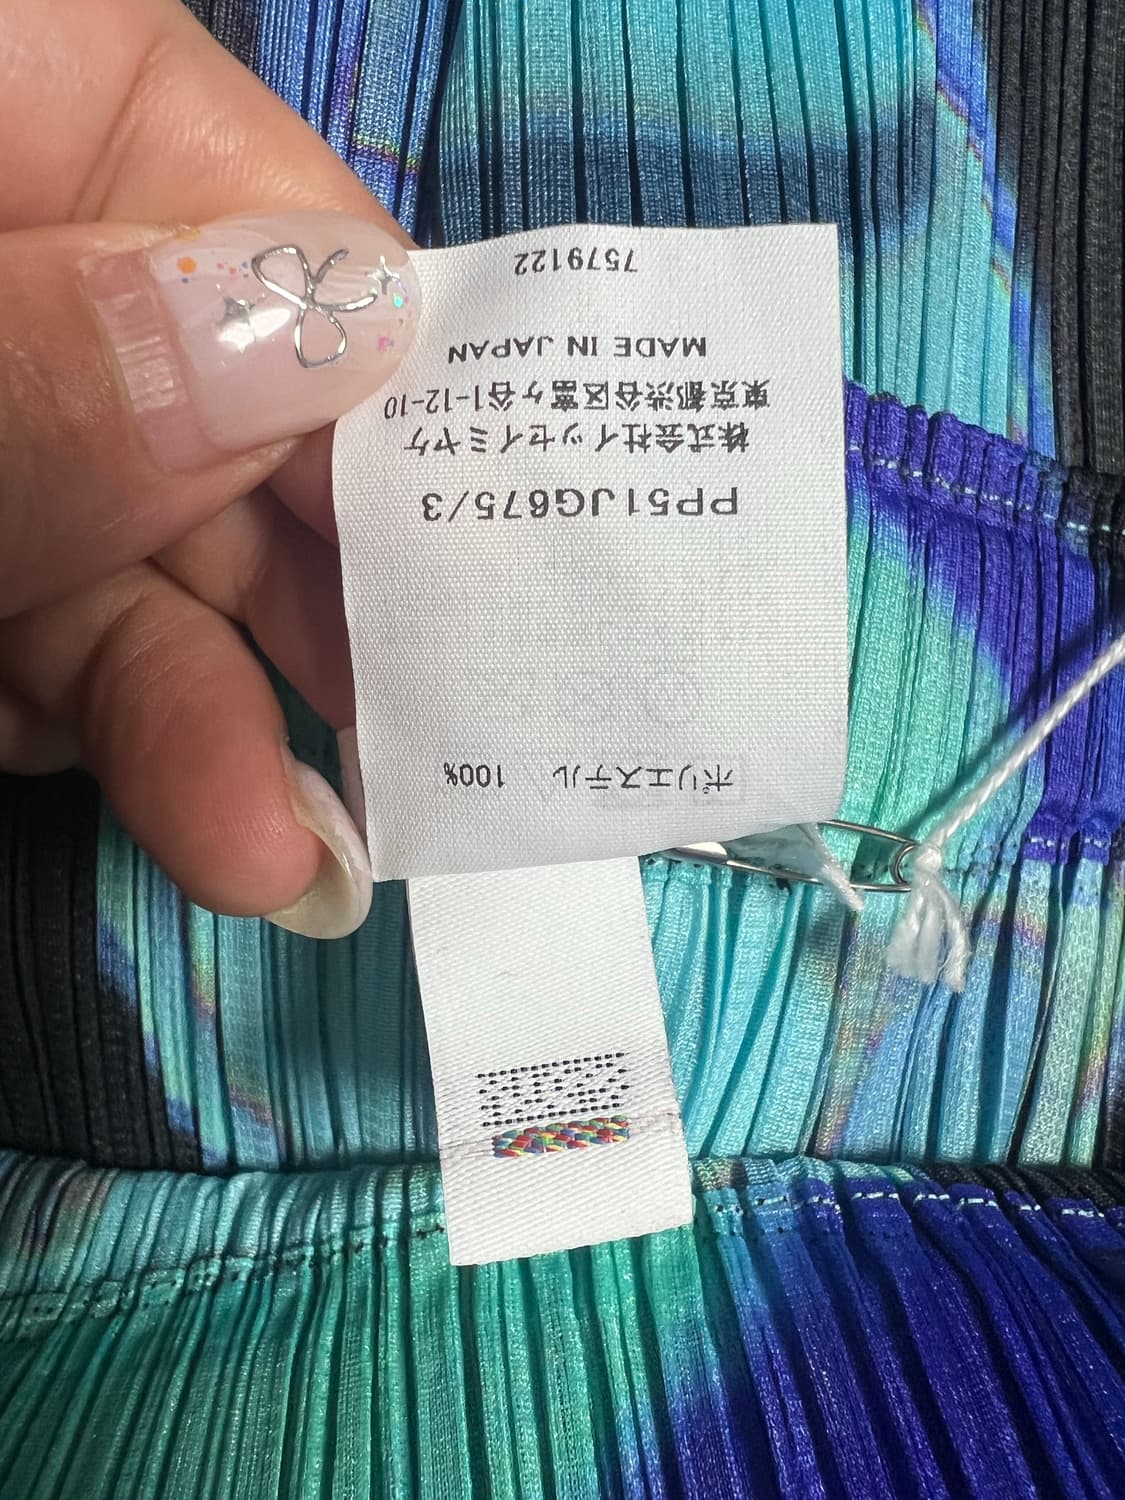 ポリエステル 100%
PP51JG675/3
株式会社イッセイミヤケ
東京都渋谷区富ヶ谷1-12-10
MADE IN JAPAN
7579122